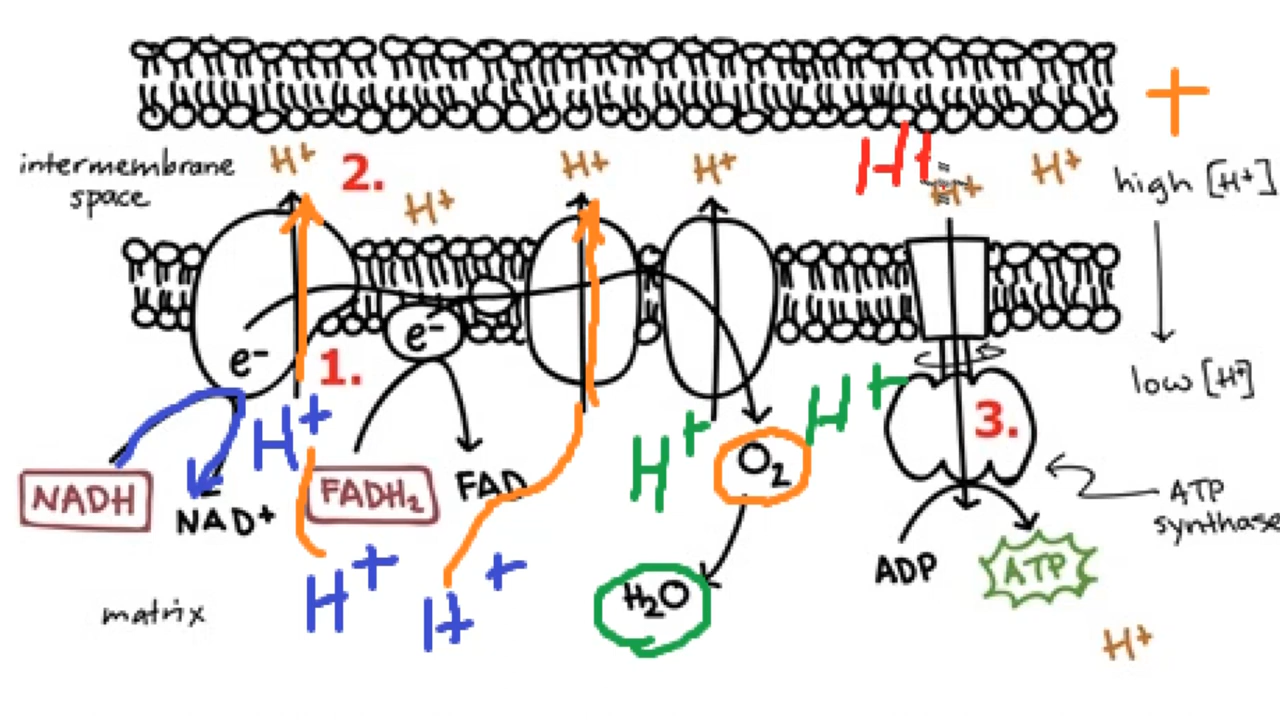 +
intermembrane
space
H+
2.
H+
H+
H+
H+
H+
high [H+]
e-
e-
1.
low [H+]
H+
H+
H+
3.
NADH
NAD+
FADH₂
FAD
O₂
ATP
synthase
H+
H+
H₂O
ADP
ATP
matrix
H+